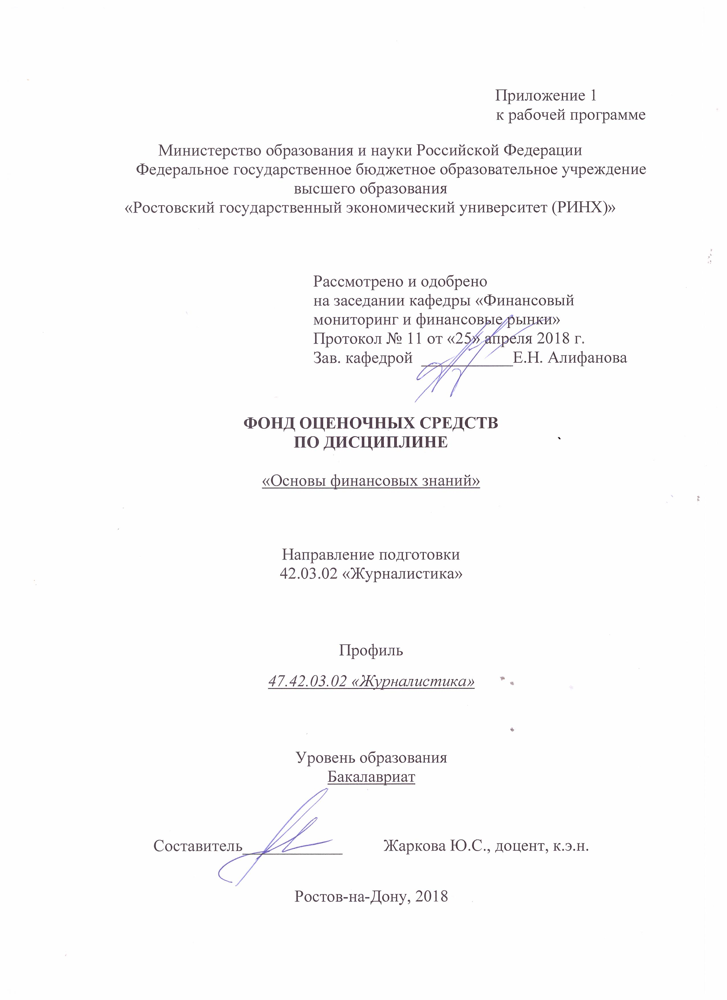 Приложение 1
к рабочей программе
Министерство образования и науки Российской Федерации
Федеральное государственное бюджетное образовательное учреждение
высшего образования
«Ростовский государственный экономический университет (РИНХ)»
Рассмотрено и одобрено
на заседании кафедры «Финансовый
мониторинг и финансовые рынки»
Протокол № 11 от «25» апреля 2018 г.
Зав. кафедрой ___________Е.Н. Алифанова
ФОНД ОЦЕНОЧНЫХ СРЕДСТВ
ПО ДИСЦИПЛИНЕ
«Основы финансовых знаний»
Направление подготовки
42.03.02 «Журналистика»
Профиль
47.42.03.02 «Журналистика»
Уровень образования
Бакалавриат
Составитель____________ Жаркова Ю.С., доцент, к.э.н.
Ростов-на-Дону, 2018